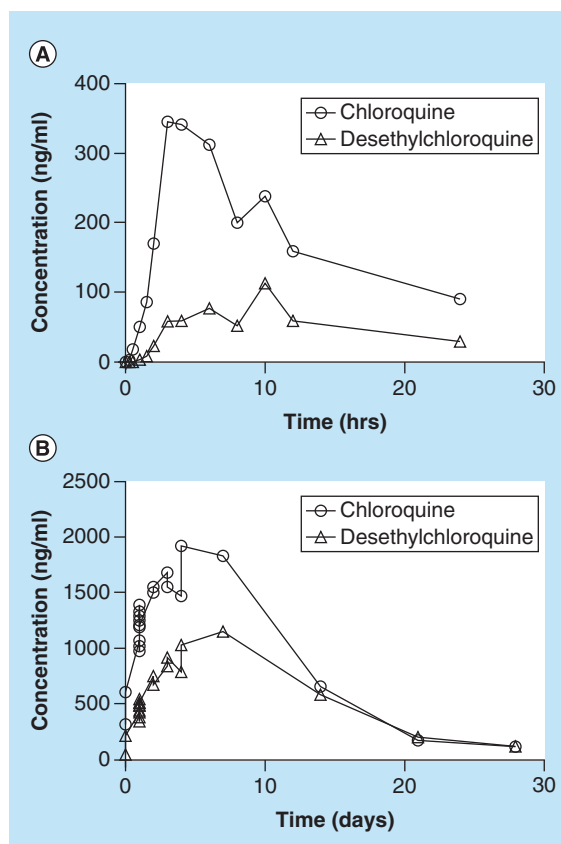 A
400
300
200
100
0
Concentration (ng/ml)
Chloroquine
Desethylchloroquine
0 10 20 30
Time (hrs)
B
2500
2000
1500
1000
500
0
Concentration (ng/ml)
Chloroquine
Desethylchloroquine
0 10 20 30
Time (days)